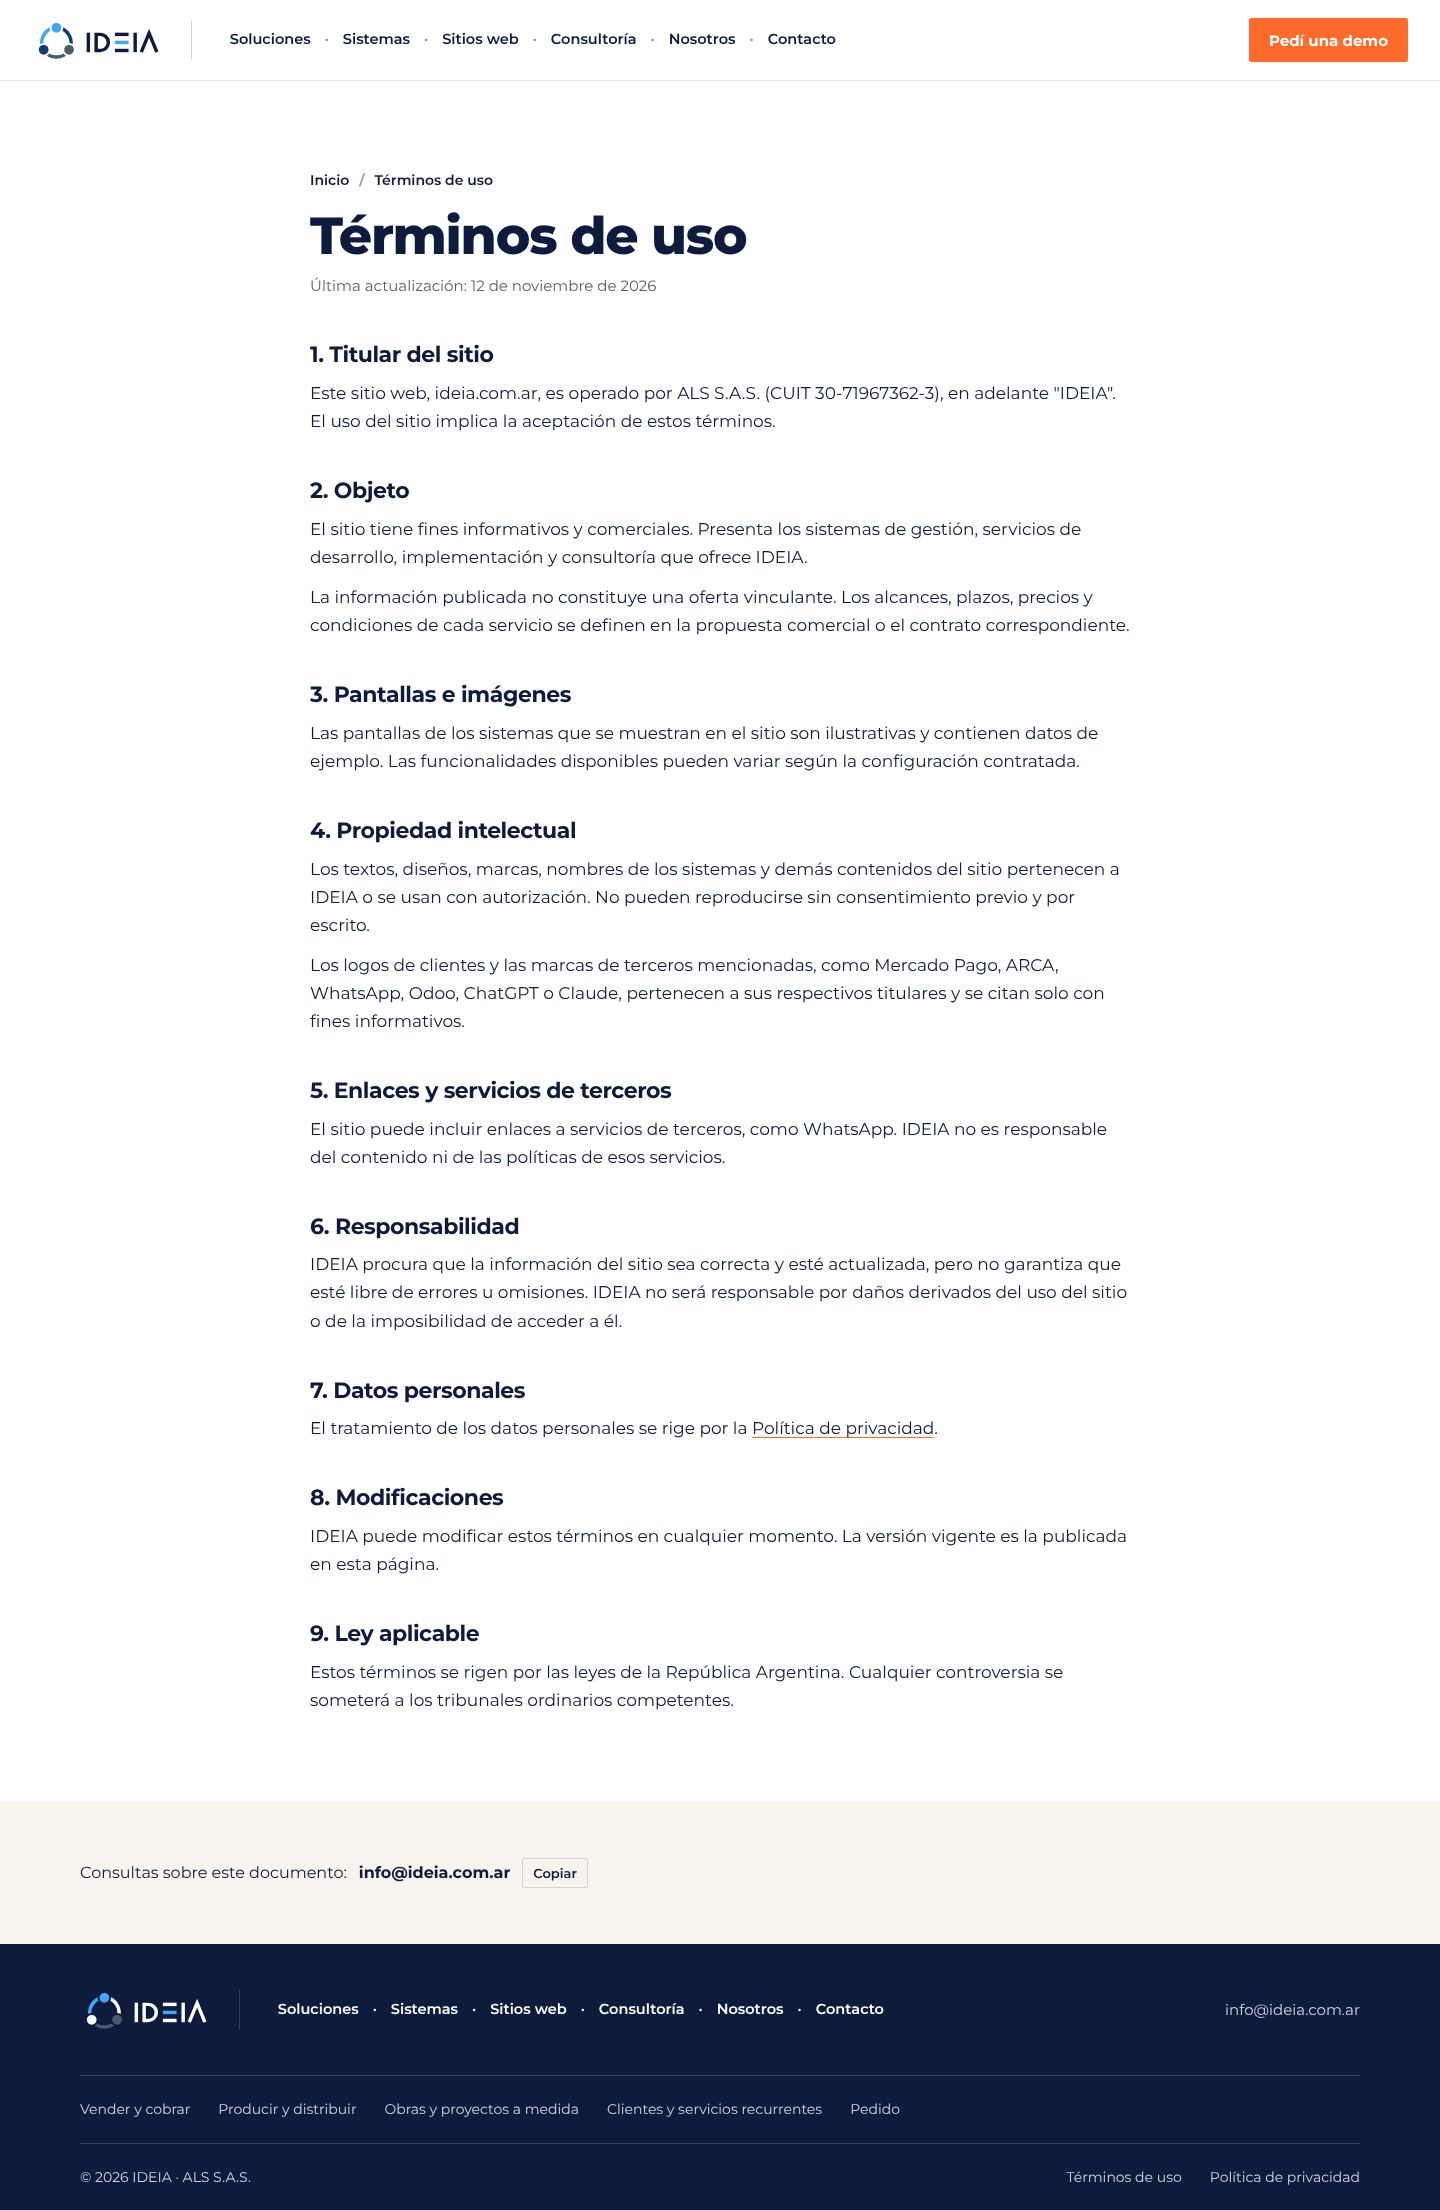 IDEIA
Soluciones · Sistemas · Sitios web · Consultoría · Nosotros · Contacto
Pedí una demo
Inicio / Términos de uso
Términos de uso
Última actualización: 12 de noviembre de 2026
1. Titular del sitio
Este sitio web, ideia.com.ar, es operado por ALS S.A.S. (CUIT 30-71967362-3), en adelante "IDEIA".
El uso del sitio implica la aceptación de estos términos.
2. Objeto
El sitio tiene fines informativos y comerciales. Presenta los sistemas de gestión, servicios de
desarrollo, implementación y consultoría que ofrece IDEIA.
La información publicada no constituye una oferta vinculante. Los alcances, plazos, precios y
condiciones de cada servicio se definen en la propuesta comercial o el contrato correspondiente.
3. Pantallas e imágenes
Las pantallas de los sistemas que se muestran en el sitio son ilustrativas y contienen datos de
ejemplo. Las funcionalidades disponibles pueden variar según la configuración contratada.
4. Propiedad intelectual
Los textos, diseños, marcas, nombres de los sistemas y demás contenidos del sitio pertenecen a
IDEIA o se usan con autorización. No pueden reproducirse sin consentimiento previo y por
escrito.
Los logos de clientes y las marcas de terceros mencionadas, como Mercado Pago, ARCA,
WhatsApp, Odoo, ChatGPT o Claude, pertenecen a sus respectivos titulares y se citan solo con
fines informativos.
5. Enlaces y servicios de terceros
El sitio puede incluir enlaces a servicios de terceros, como WhatsApp. IDEIA no es responsable
del contenido ni de las políticas de esos servicios.
6. Responsabilidad
IDEIA procura que la información del sitio sea correcta y esté actualizada, pero no garantiza que
esté libre de errores u omisiones. IDEIA no será responsable por daños derivados del uso del sitio
o de la imposibilidad de acceder a él.
7. Datos personales
El tratamiento de los datos personales se rige por la Política de privacidad.
8. Modificaciones
IDEIA puede modificar estos términos en cualquier momento. La versión vigente es la publicada
en esta página.
9. Ley aplicable
Estos términos se rigen por las leyes de la República Argentina. Cualquier controversia se
someterá a los tribunales ordinarios competentes.
Consultas sobre este documento: info@ideia.com.ar Copiar
IDEIA
Soluciones · Sistemas · Sitios web · Consultoría · Nosotros · Contacto
info@ideia.com.ar
Vender y cobrar Producir y distribuir Obras y proyectos a medida Clientes y servicios recurrentes Pedido
© 2026 IDEIA · ALS S.A.S.
Términos de uso Política de privacidad